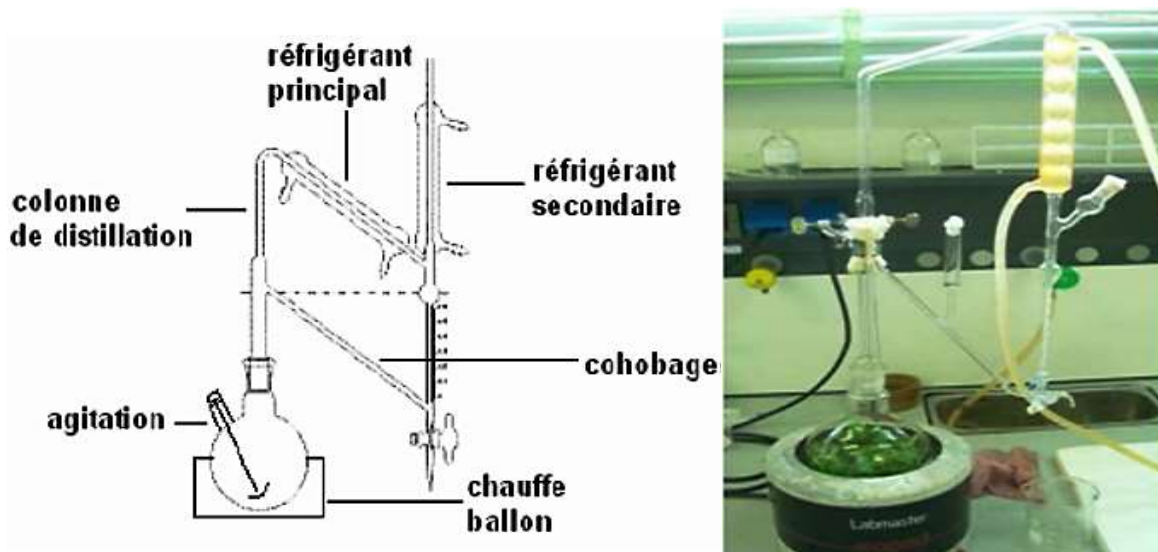 réfrigérant
principal
colonne
de distillation
réfrigérant
secondaire
cohobage
agitation
chauffe
ballon
Labmaster